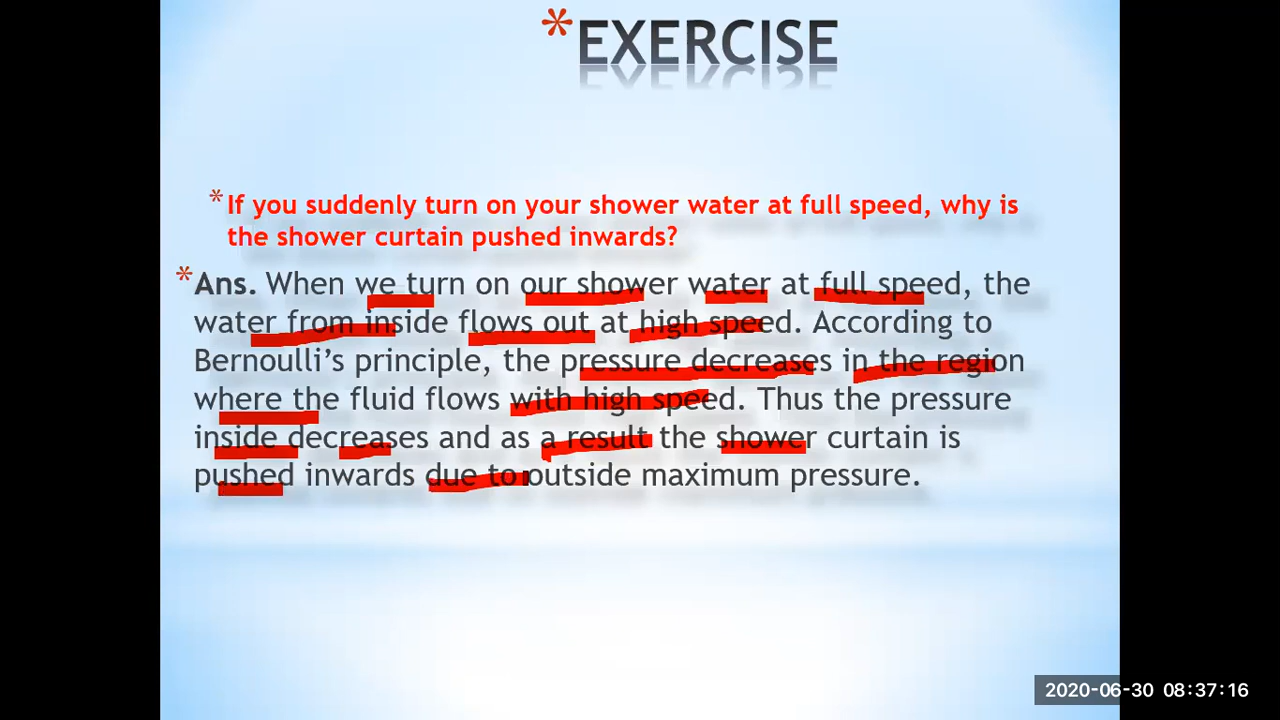 *EXERCISE
*If you suddenly turn on your shower water at full speed, why is
the shower curtain pushed inwards?
*Ans. When we turn on our shower water at full speed, the
water from inside flows out at high speed. According to
Bernoulli's principle, the pressure decreases in the region
where the fluid flows with high speed. Thus the pressure
inside decreases and as a result the shower curtain is
pushed inwards due to outside maximum pressure.
2020-06-30 08:37:16